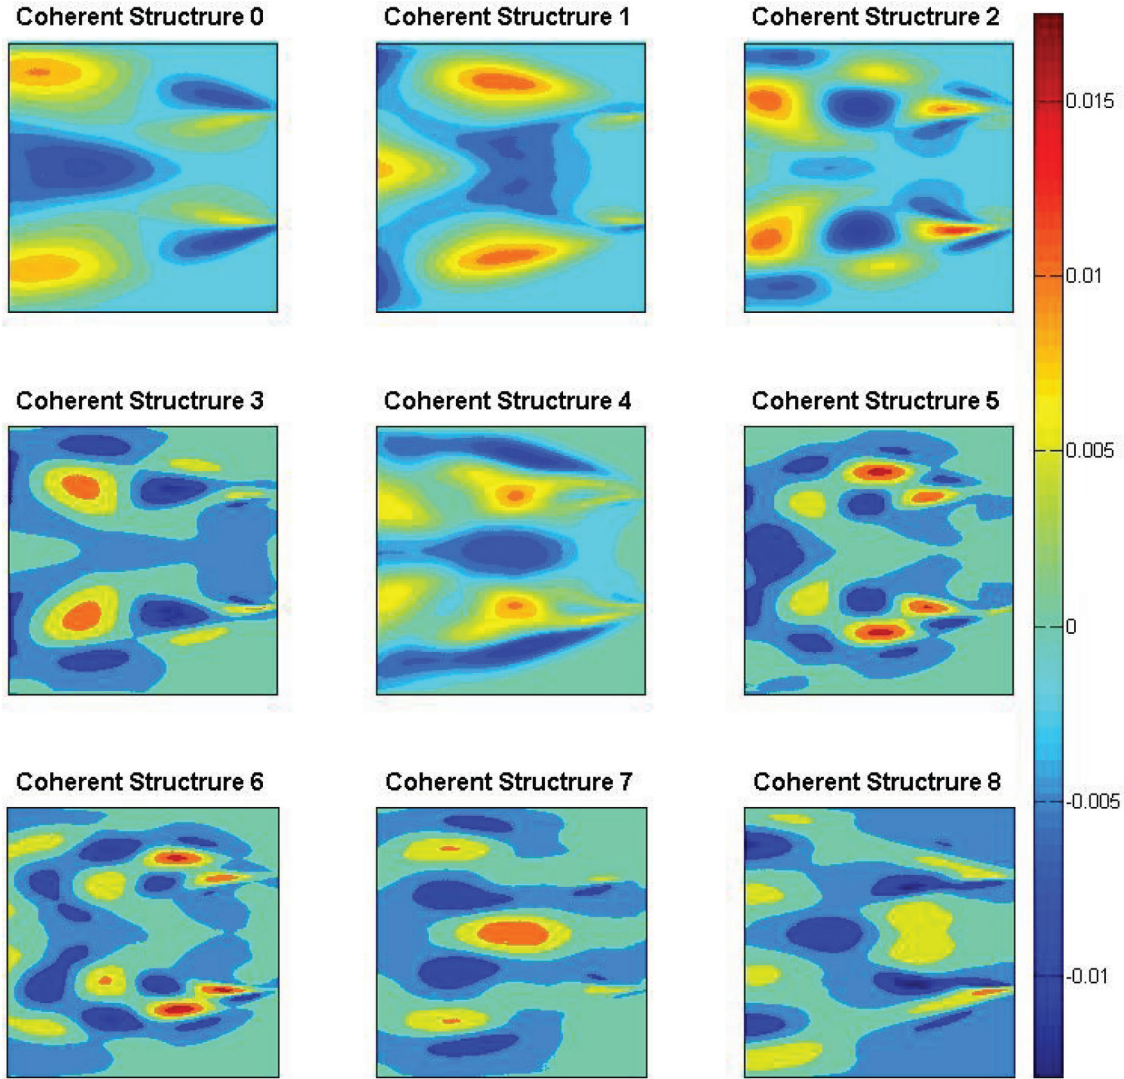 Coherent Structrure 0
Coherent Structrure 1
Coherent Structrure 2
0.015
0.01
Coherent Structrure 3
Coherent Structrure 4
Coherent Structrure 5
0.005
0
Coherent Structrure 6
Coherent Structrure 7
Coherent Structrure 8
-0.005
-0.01